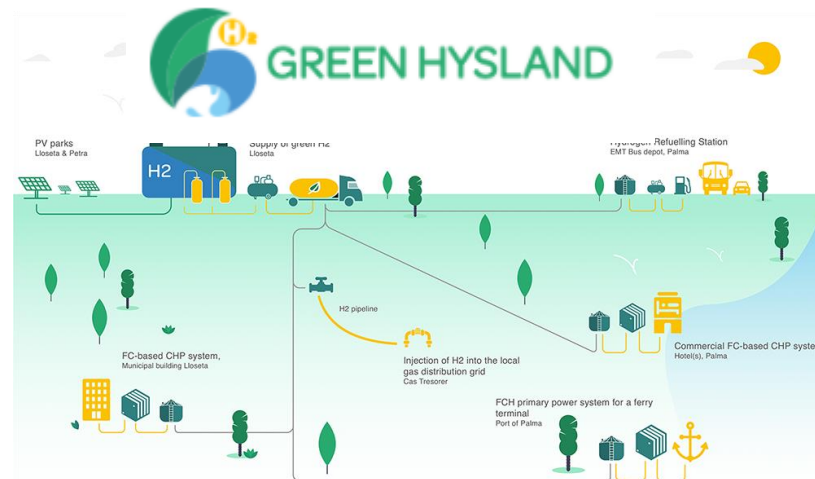 H2
GREEN HYSLAND
PV parks
Lloseta & Petra
H2
Supply of green H2
Lloseta
Hydrogen Refuelling Station
EMT Bus depot, Palma
H2 pipeline
Injection of H2 into the local
gas distribution grid
Cas Tresorer
Commercial FC-based CHP syste
Hotel(s), Palma
FC-based CHP system,
Municipal building Lloseta
FCH primary power system for a ferry
terminal
Port of Palma